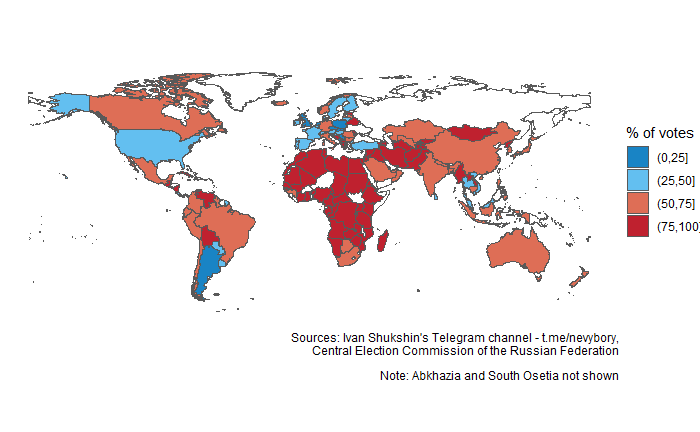 % of votes
(0,25]
(25,50]
(50,75]
(75,100]
Sources: Ivan Shukshin's Telegram channel - t.me/nevybory,
Central Election Commission of the Russian Federation
Note: Abkhazia and South Osetia not shown